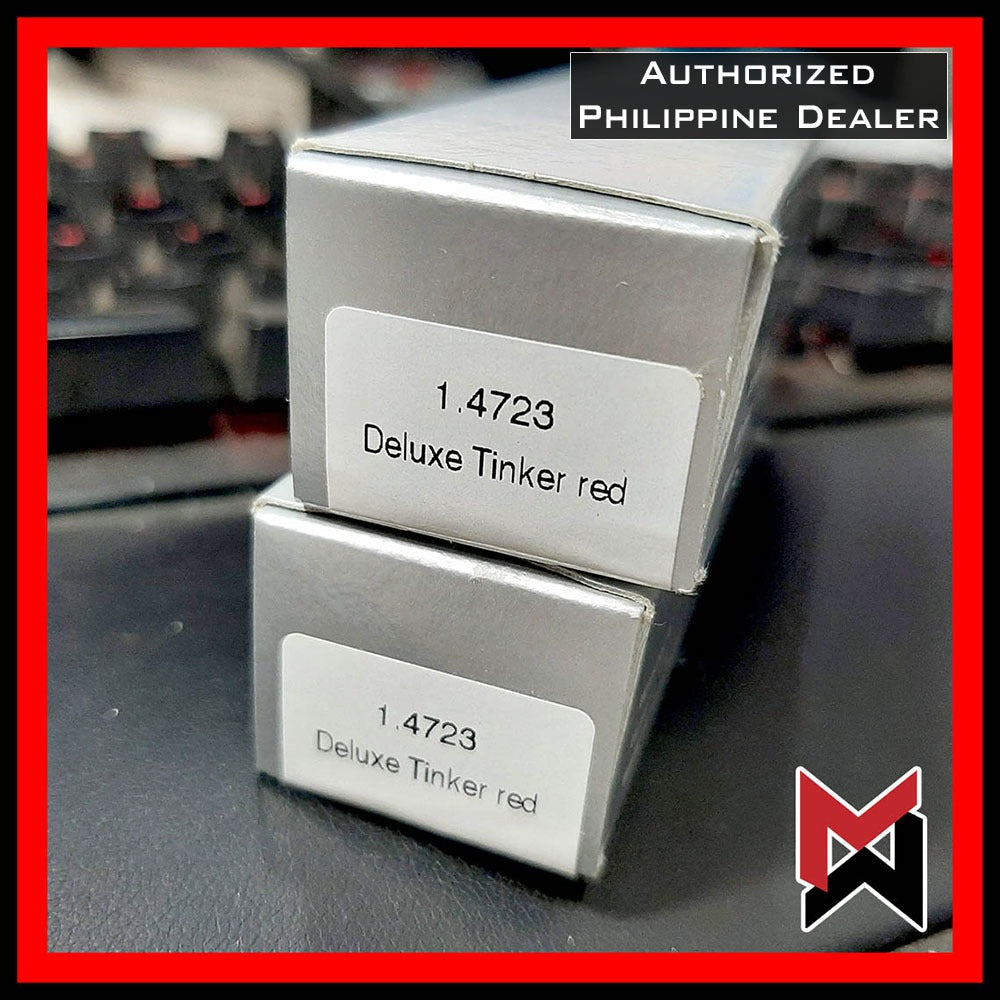 AUTHORIZED
PHILIPPINE DEALER
1.4723
Deluxe Tinker red
1.4723
Deluxe Tinker red